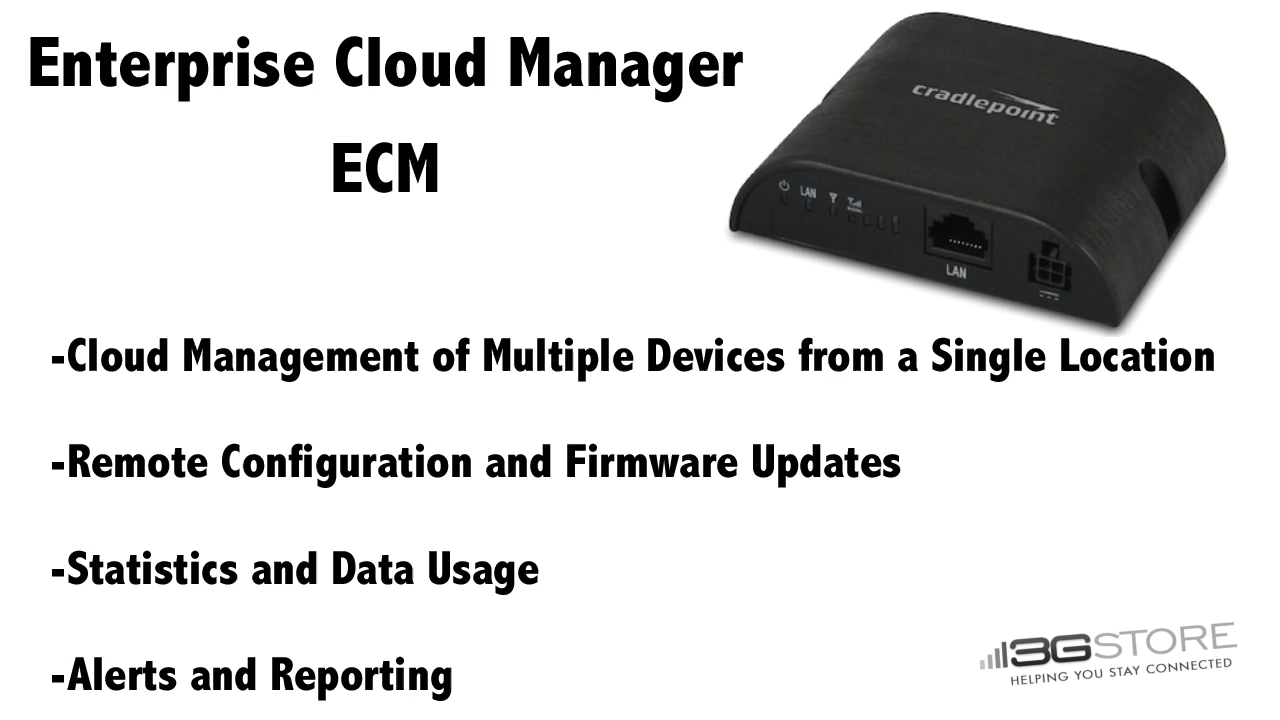 Enterprise Cloud Manager
ECM
cradlepoint
LAN
LAN
-Cloud Management of Multiple Devices from a Single Location
-Remote Configuration and Firmware Updates
-Statistics and Data Usage
-Alerts and Reporting
3GSTORE
HELPING YOU STAY CONNECTED